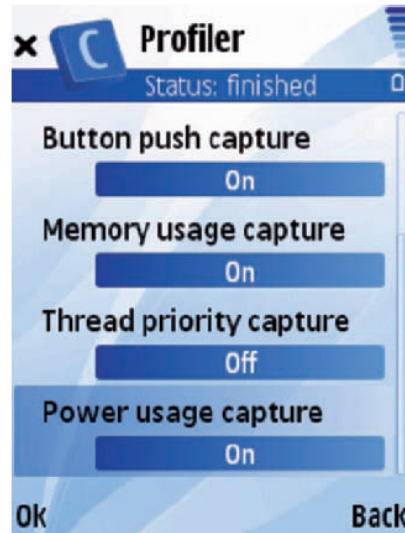 C
Profiler
Status: finished
Button push capture
On
Memory usage capture
On
Thread priority capture
Off
Power usage capture
On
Ok
Back